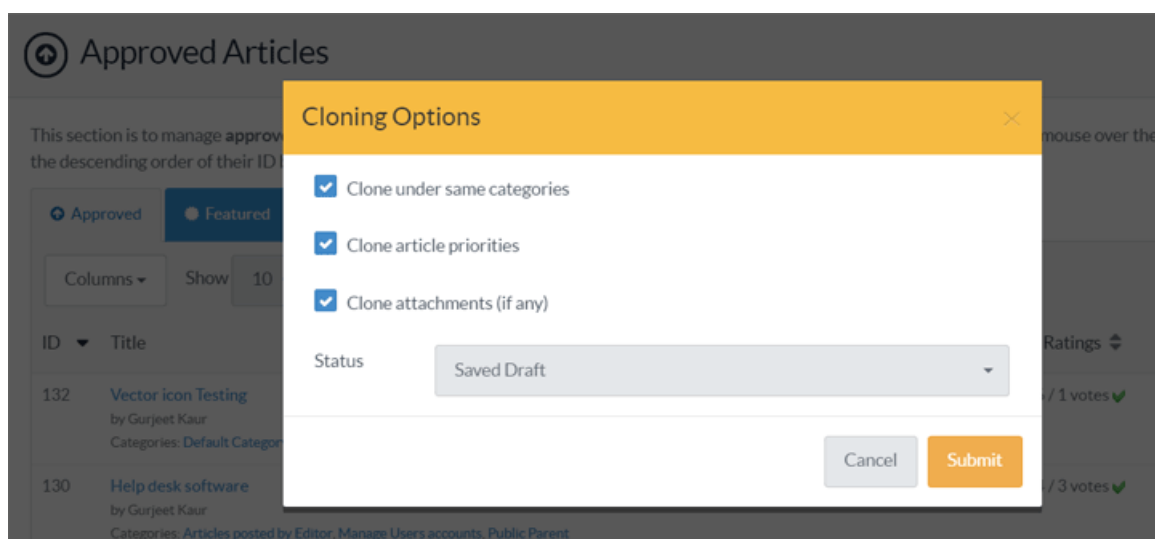 Approved Articles
Cloning Options
This section is to manage approv
mouse over the
the descending order of their ID
Clone under same categories
Approved
Featured
Clone article priorities
Columns
Show
10
Clone attachments (if any)
ID
Title
Ratings
Status
Saved Draft
132
Vector icon Testing
/ 1 votes
by Gurjeet Kaur
Categories: Default Categor
Cancel
Submit
130
Help desk software
/ 3 votes
by Gurjeet Kaur
Categories: Articles posted by Editor, Manage Users accounts, Public Parent